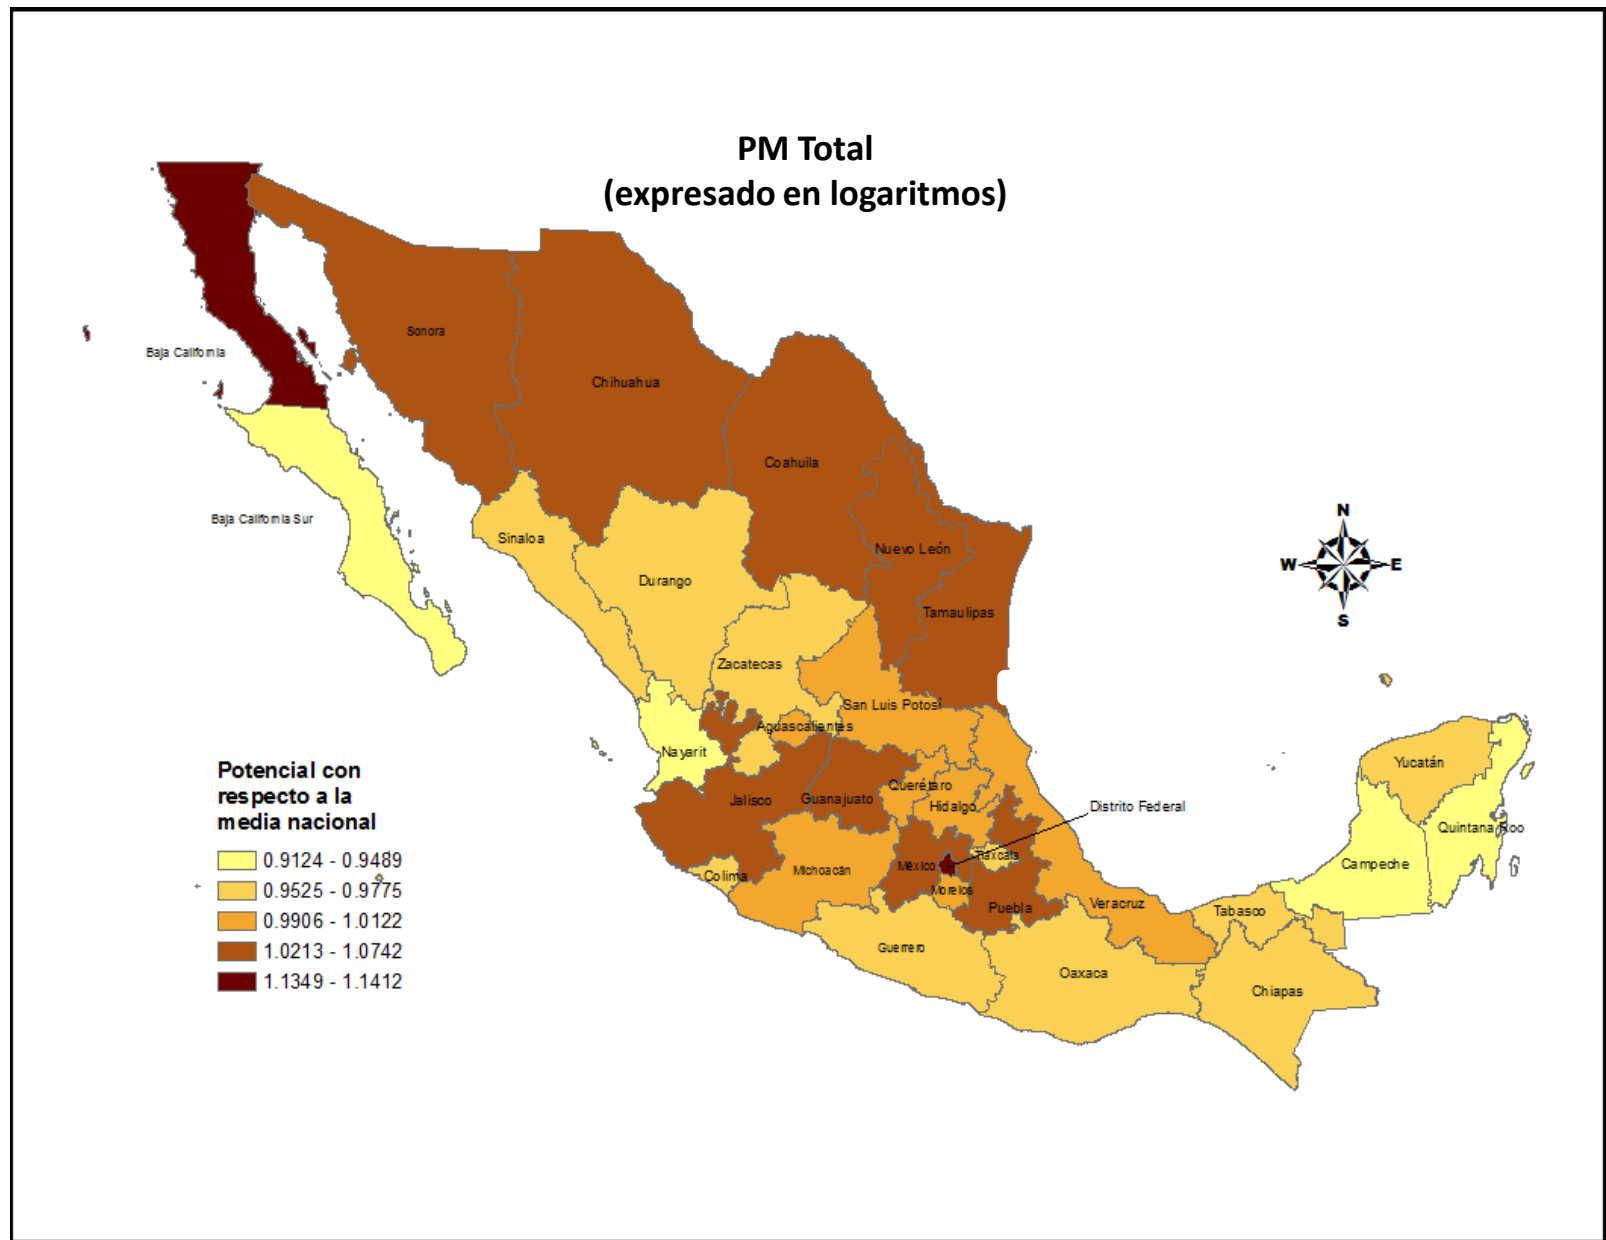 PM Total
(expresado en logaritmos)
Sonora
Baja California
Chihuahua
Coahuila
Baja California Sur
Sinaloa
Nuevo León
Durango
Tamaulipas
Zacatecas
San Luis Potosí
Aguascalientes
Nayarit
Jalisco
Guanajuato
Querétaro
Hidalgo
Distrito Federal
Yucatán
Quintana Roo
Campeche
Tlaxcala
México
Michoacán
Colima
Morelos
Puebla
Veracruz
Tabasco
Guerrero
Oaxaca
Chiapas
N
W
E
S
Potencial con
respecto a la
media nacional
0.9124 - 0.9489
0.9525 - 0.9775
0.9906 - 1.0122
1.0213 - 1.0742
1.1349 - 1.1412